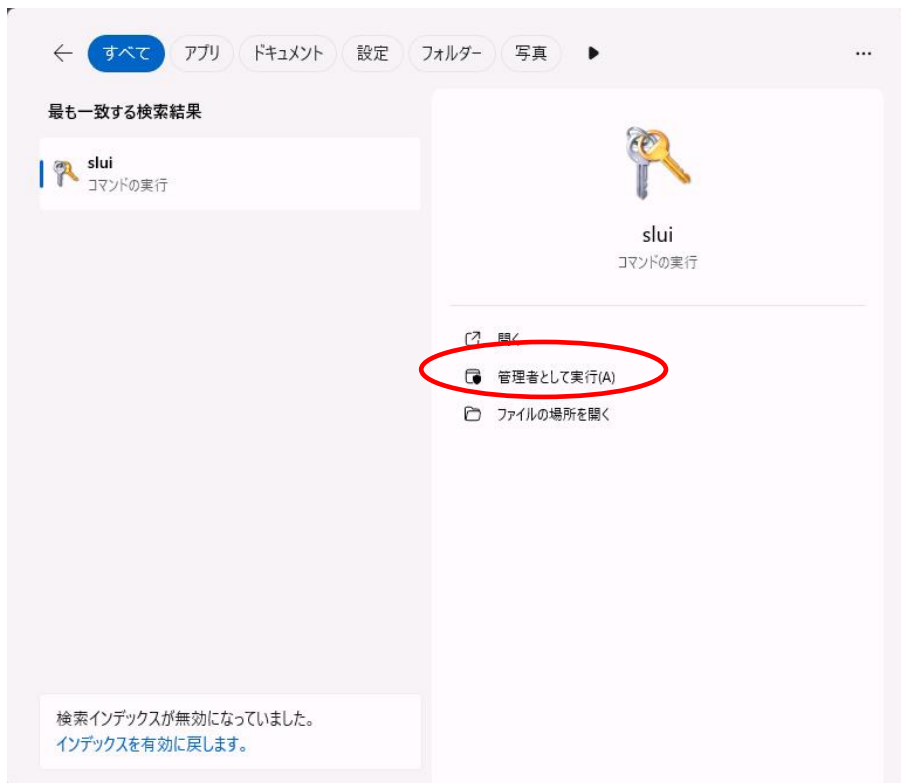 すべて アプリ ドキュメント 設定 フォルダー 写真
最も一致する検索結果
slui
コマンドの実行
slui
コマンドの実行
開く
管理者として実行(A)
ファイルの場所を開く
検索インデックスが無効になっていました。
インデックスを有効に戻します。